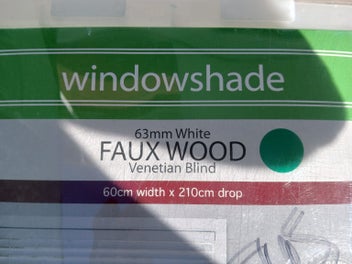 windowshade
63mm White
FAUX WOOD
Venetian Blind
60cm width x 210cm drop